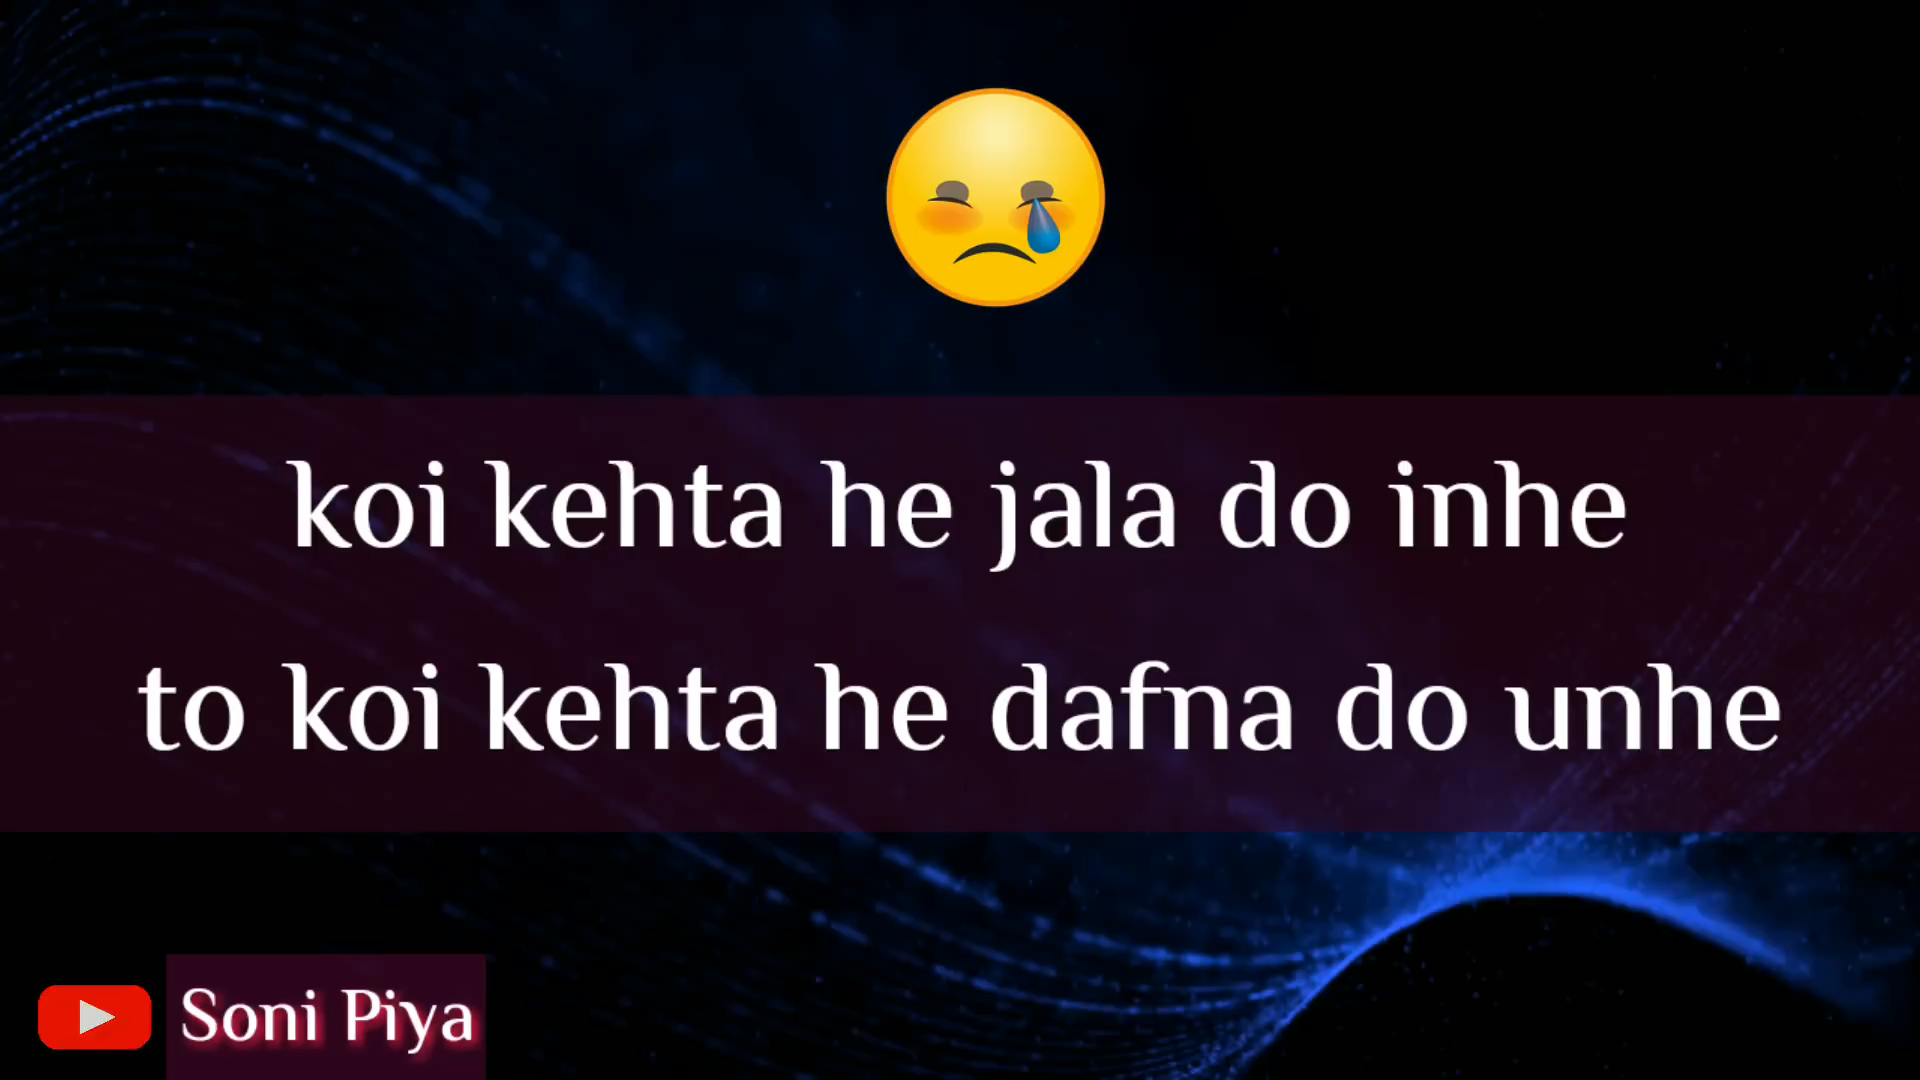 koi kehta he jala do inhe
to koi kehta he dafna do unhe
Soni Piya